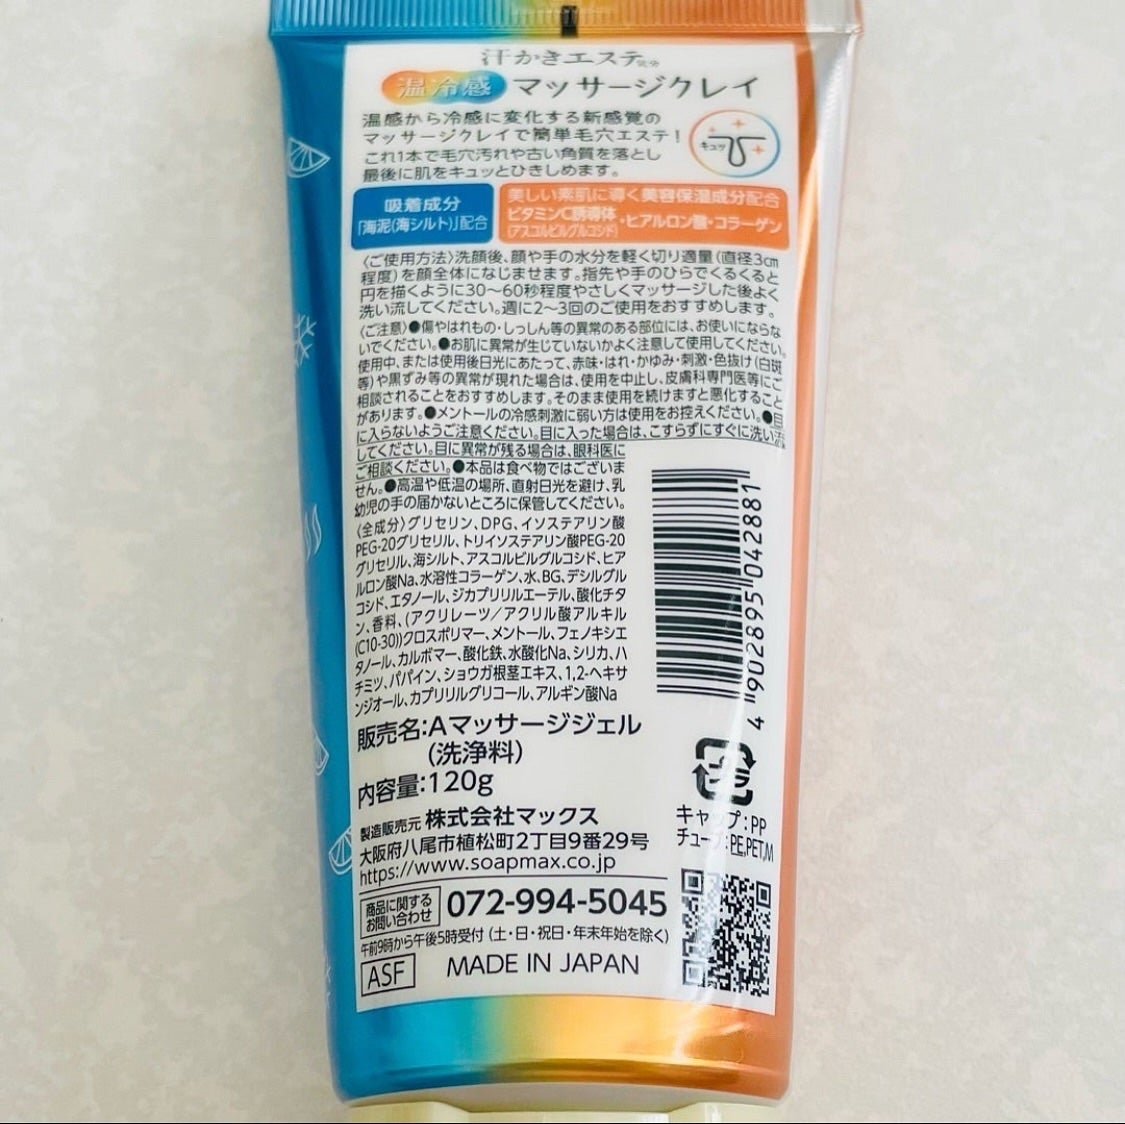 汗かきエステ気分
温冷感 マッサージクレイ
温感から冷感に変化する新感覚の
マッサージクレイで簡単毛穴エステ！
これ1本で毛穴汚れや古い角質を落とし
最後に肌をキュッとひきしめます。
キュッ
吸着成分
「海泥(海シルト)」配合
美しい素肌に導く美容保湿成分配合
ビタミンC誘導体・ヒアルロン酸・コラーゲン
(アスコルビルグルコシド)
〈ご使用方法〉洗顔後、顔や手の水分を軽く切り適量(直径3㎝
程度)を顔全体になじませます。指先や手のひらでくるくると
円を描くように30〜60秒程度やさしくマッサージした後よく
洗い流してください。週に2〜3回のご使用をおすすめします。
〈ご注意〉●傷やはれもの・しっしん等の異常のある部位には、お使いにならな
いでください。●お肌に異常が生じていないかよく注意して使用してください。
使用中、または使用後日光にあたって、赤味・はれ・かゆみ・刺激・色抜け(白斑
等)や黒ずみ等の異常が現れた場合は、使用を中止し、皮膚科専門医等にご
相談されることをおすすめします。そのまま使用を続けますと悪化すること
があります。●メントールの冷感刺激に弱い方は使用をお控えください。●目
に入らないようご注意ください。目に入った場合は、こすらずにすぐに洗い流
してください。目に異常が残る場合は、眼科医に
ご相談ください。●本品は食べ物ではございま
せん。●高温や低温の場所、直射日光を避け、乳
幼児の手の届かないところに保管してください。
〈全成分〉グリセリン、DPG、イソステアリン酸
PEG-20グリセリル、トリイソステアリン酸PEG-20
グリセリル、海シルト、アスコルビルグルコシド、ヒア
ルロン酸Na、水溶性コラーゲン、水、BG、デシルグル
コシド、エタノール、ジカプリリルエーテル、酸化チタ
ン、香料、(アクリレーツ／アクリル酸アルキル
(C10-30))クロスポリマー、メントール、フェノキシエ
タノール、カルボマー、酸化鉄、水酸化Na、シリカ、ハ
チミツ、パパイン、ショウガ根茎エキス、1,2-ヘキサ
ンジオール、カプリリルグリコール、アルギン酸Na
4 902895 042881
販売名:Aマッサージジェル
(洗浄料)
内容量:120g
プラ
キャップ:PP
チューブ:PE,PET,M
製造販売元 株式会社マックス
大阪府八尾市植松町2丁目9番29号
https://www.soapmax.co.jp
商品に関する
お問い合わせ
072-994-5045
午前9時から午後5時受付(土・日・祝日・年末年始を除く)
ASF
MADE IN JAPAN